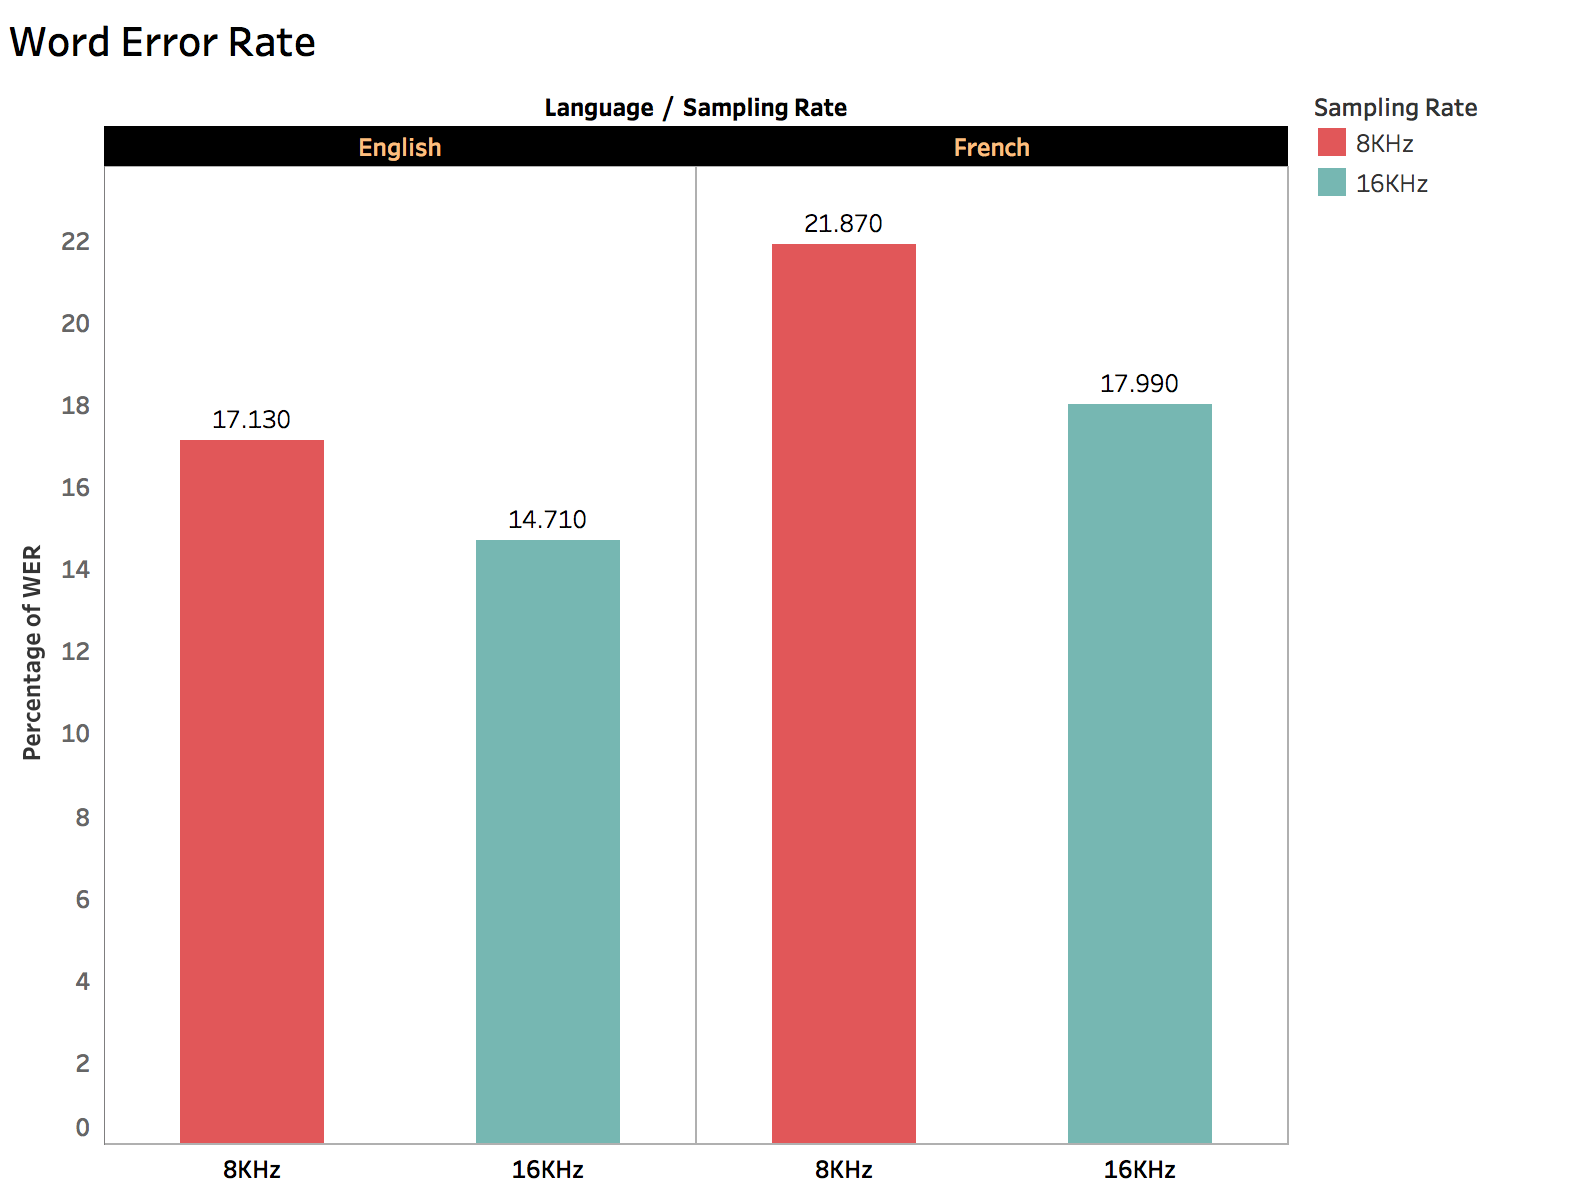 Word Error Rate
Language / Sampling Rate
English French
Sampling Rate
8KHz
16KHz
Percentage of WER
22
20
18
16
14
12
10
8
6
4
2
0
17.130
14.710
21.870
17.990
8KHz 16KHz 8KHz 16KHz